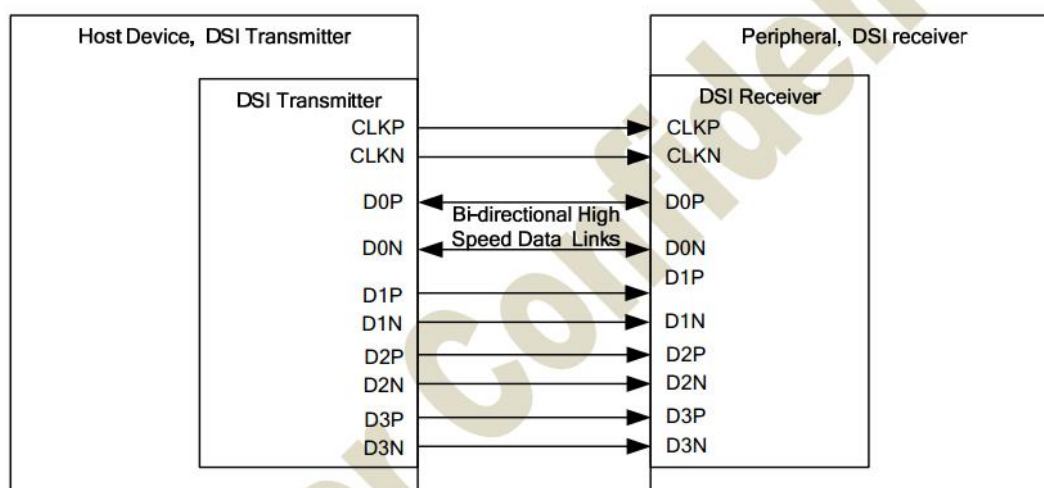 Host Device, DSI Transmitter
Peripheral, DSI receiver
DSI Transmitter
DSI Receiver
CLKP
CLKP
CLKN
CLKN
D0P
D0P
Bi-directional High
Speed Data Links
D0N
D0N
D1P
D1P
D1N
D1N
D2P
D2P
D2N
D2N
D3P
D3P
D3N
D3N